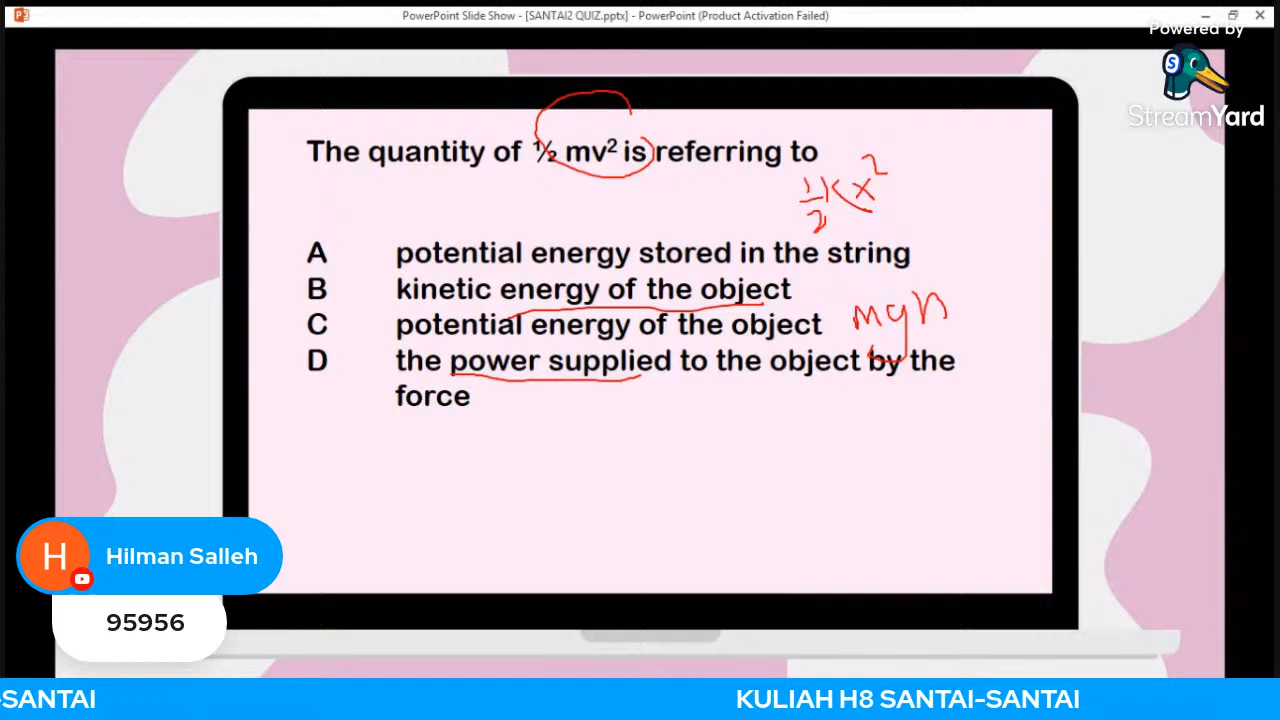 PowerPoint Slide Show - [SANTAI2 QUIZ.pptx] - PowerPoint (Product Activation Failed)
Powered by
StreamYard
The quantity of ½ mv² is referring to
½kx²
A potential energy stored in the string
B kinetic energy of the object
C potential energy of the object
mgh
D the power supplied to the object by the
force
H
Hilman Salleh
95956
-SANTAI
KULIAH H8 SANTAI-SANTAI